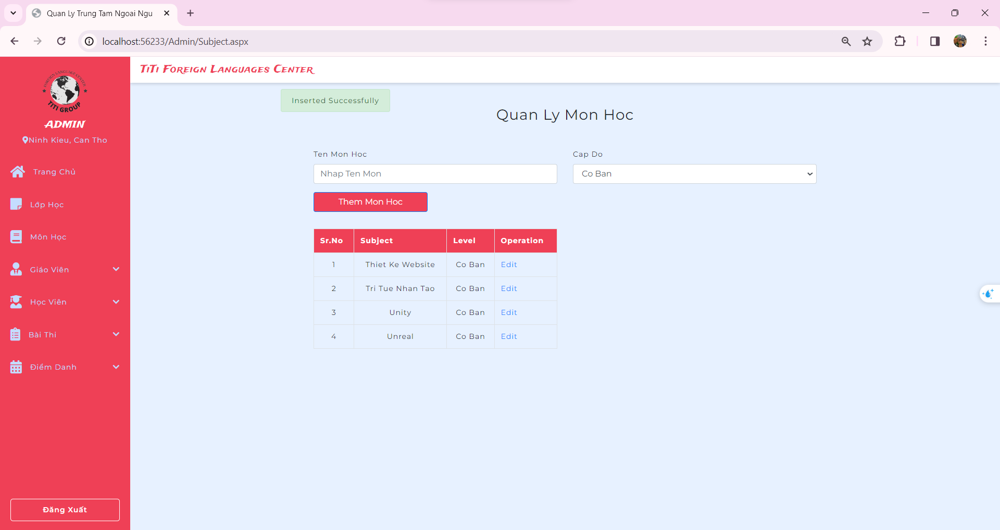 Quan Ly Trung Tam Ngoai Ngu
localhost:56233/Admin/Subject.aspx
FOREIGN LANGUAGE CENTER
TITI GROUP
ADMIN
Ninh Kieu, Can Tho
Trang Chủ
Lớp Học
Môn Học
Giáo Viên
Học Viên
Bài Thi
Điểm Danh
Đăng Xuất
TiTi Foreign Languages Center
Inserted Successfully
Quan Ly Mon Hoc
Ten Mon Hoc Cap Do
Nhap Ten Mon Co Ban
Them Mon Hoc
Sr.No Subject Level Operation
1 Thiet Ke Website Co Ban Edit
2 Tri Tue Nhan Tao Co Ban Edit
3 Unity Co Ban Edit
4 Unreal Co Ban Edit